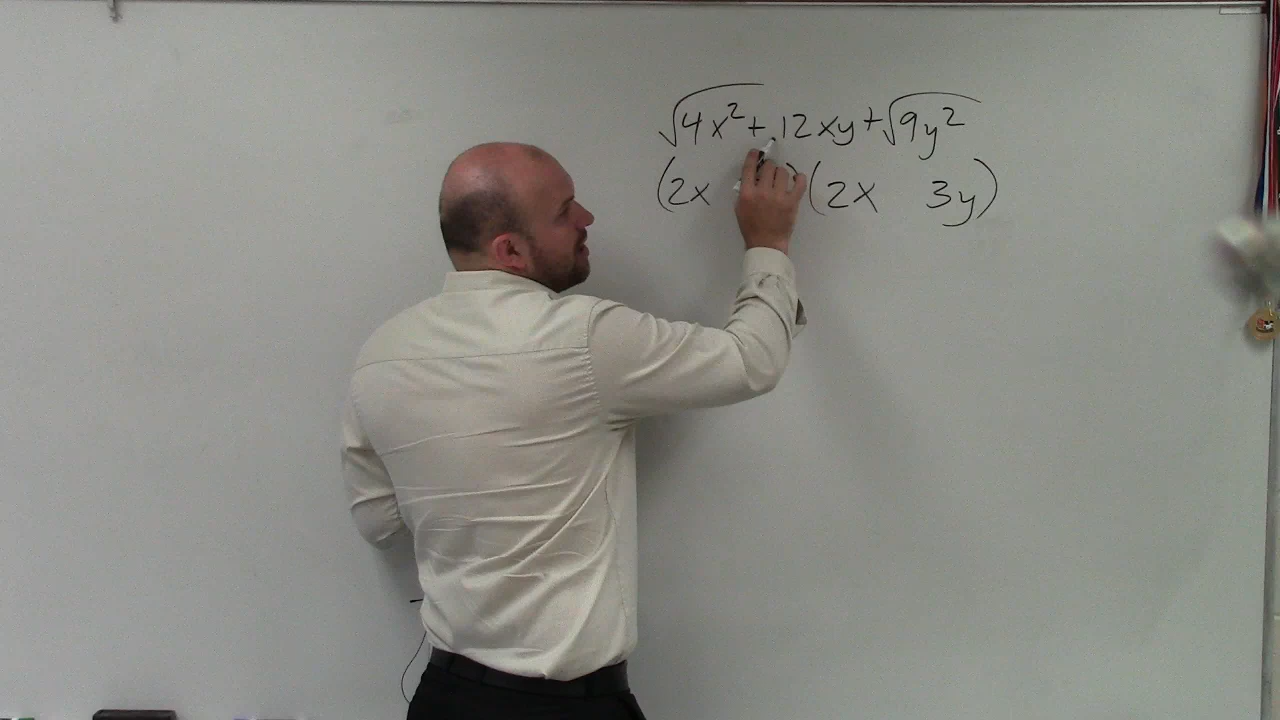 √4x² + 12xy + √9y²
(2x ) (2x 3y)